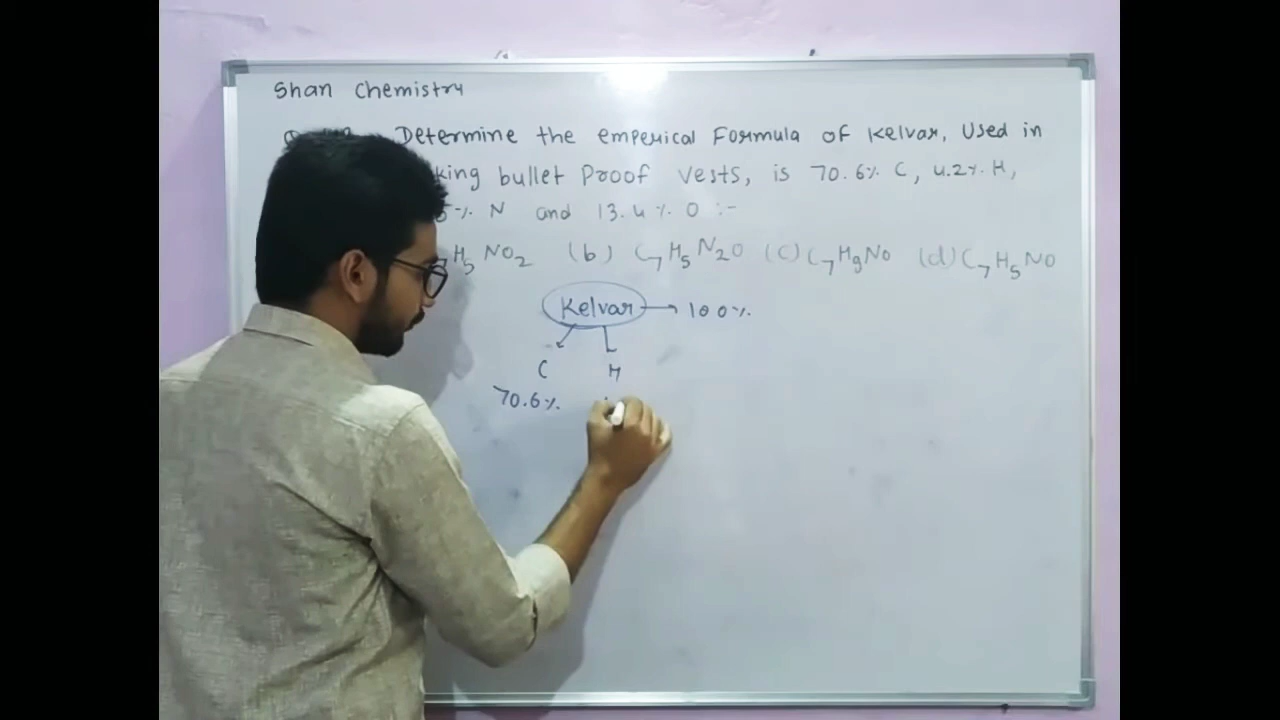 Shan Chemistry
Determine the emperical Formula of Kelvar, Used in
king bullet Proof Vests, is 70.6% C, 4.2% H,
5% N and 13.4% O :-
H5 NO2 (b) C7H5N2O (c) C7H9NO (d) C7H5NO
Kelvar → 100%
C H
70.6%